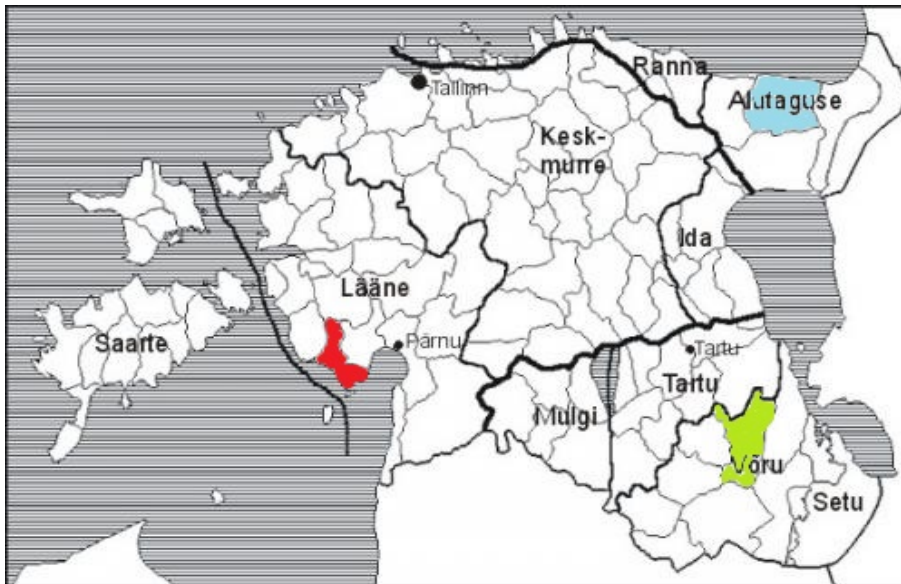 Ranna
Tallinn
Alutaguse
Kesk-
murre
Ida
Lääne
Saarte
Pärnu
Tartu
Tartu
Mulgi
Võru
Setu